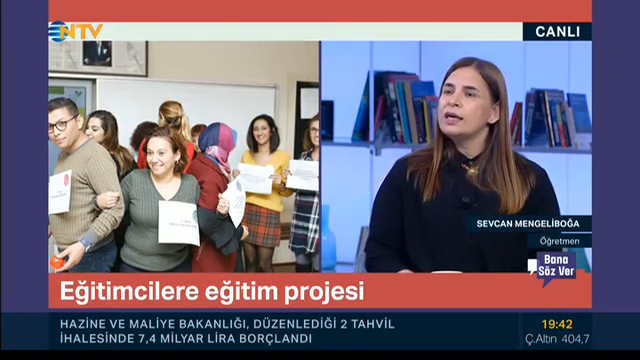 NTV
CANLI
SEVCAN MENGELİBOĞA
Öğretmen
Bana
Söz Ver
Eğitimcilere eğitim projesi
HAZİNE VE MALİYE BAKANLIĞI, DÜZENLEDİĞİ 2 TAHVİL
İHALESİNDE 7,4 MİLYAR LİRA BORÇLANDI
19:42
Ç.Altın 404,7